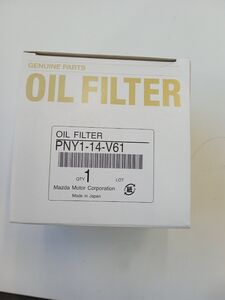 GENUINE PARTS
OIL FILTER
OIL FILTER
PNY1-14-V61
QTY 1 LOT
Mazda Motor Corporation
Made in Japan